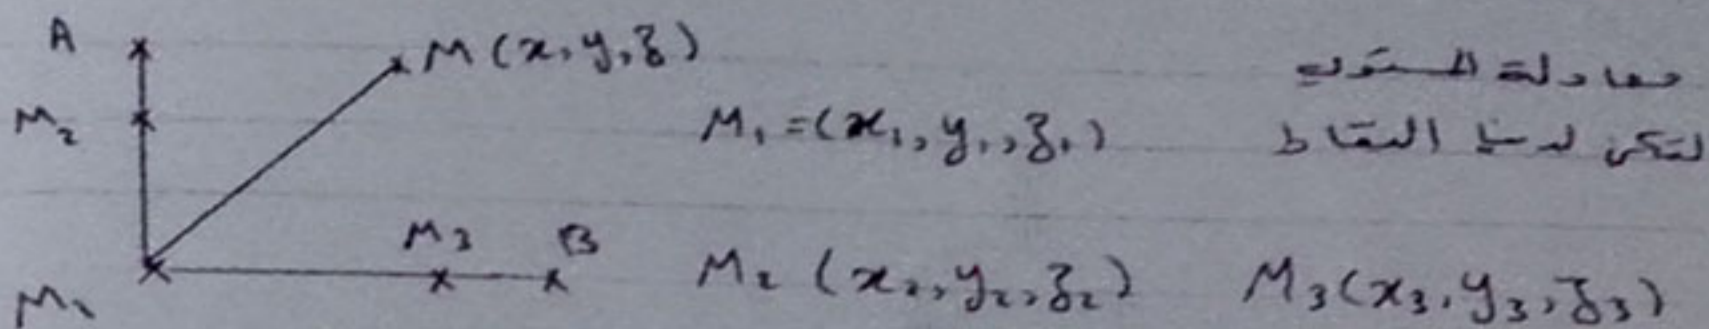 معادلة المستوي
A M(x, y, z)
M₂ M₁ = (x₁, y₁, z₁) لتكن لدينا النقاط
M₃ B M₂ (x₂, y₂, z₂) M₃(x₃, y₃, z₃)
M₁